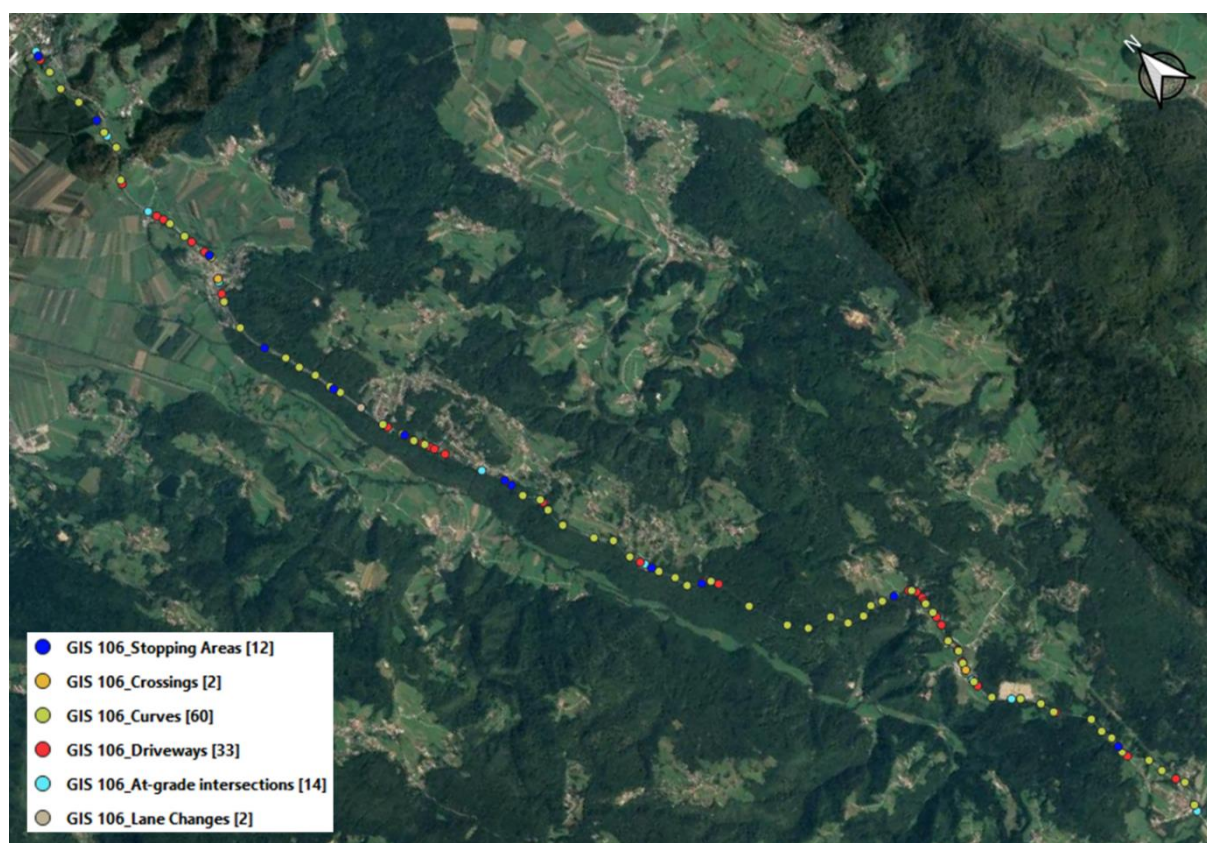 N
GIS 106_Stopping Areas [12]
GIS 106_Crossings [2]
GIS 106_Curves [60]
GIS 106_Driveways [33]
GIS 106_At-grade intersections [14]
GIS 106_Lane Changes [2]